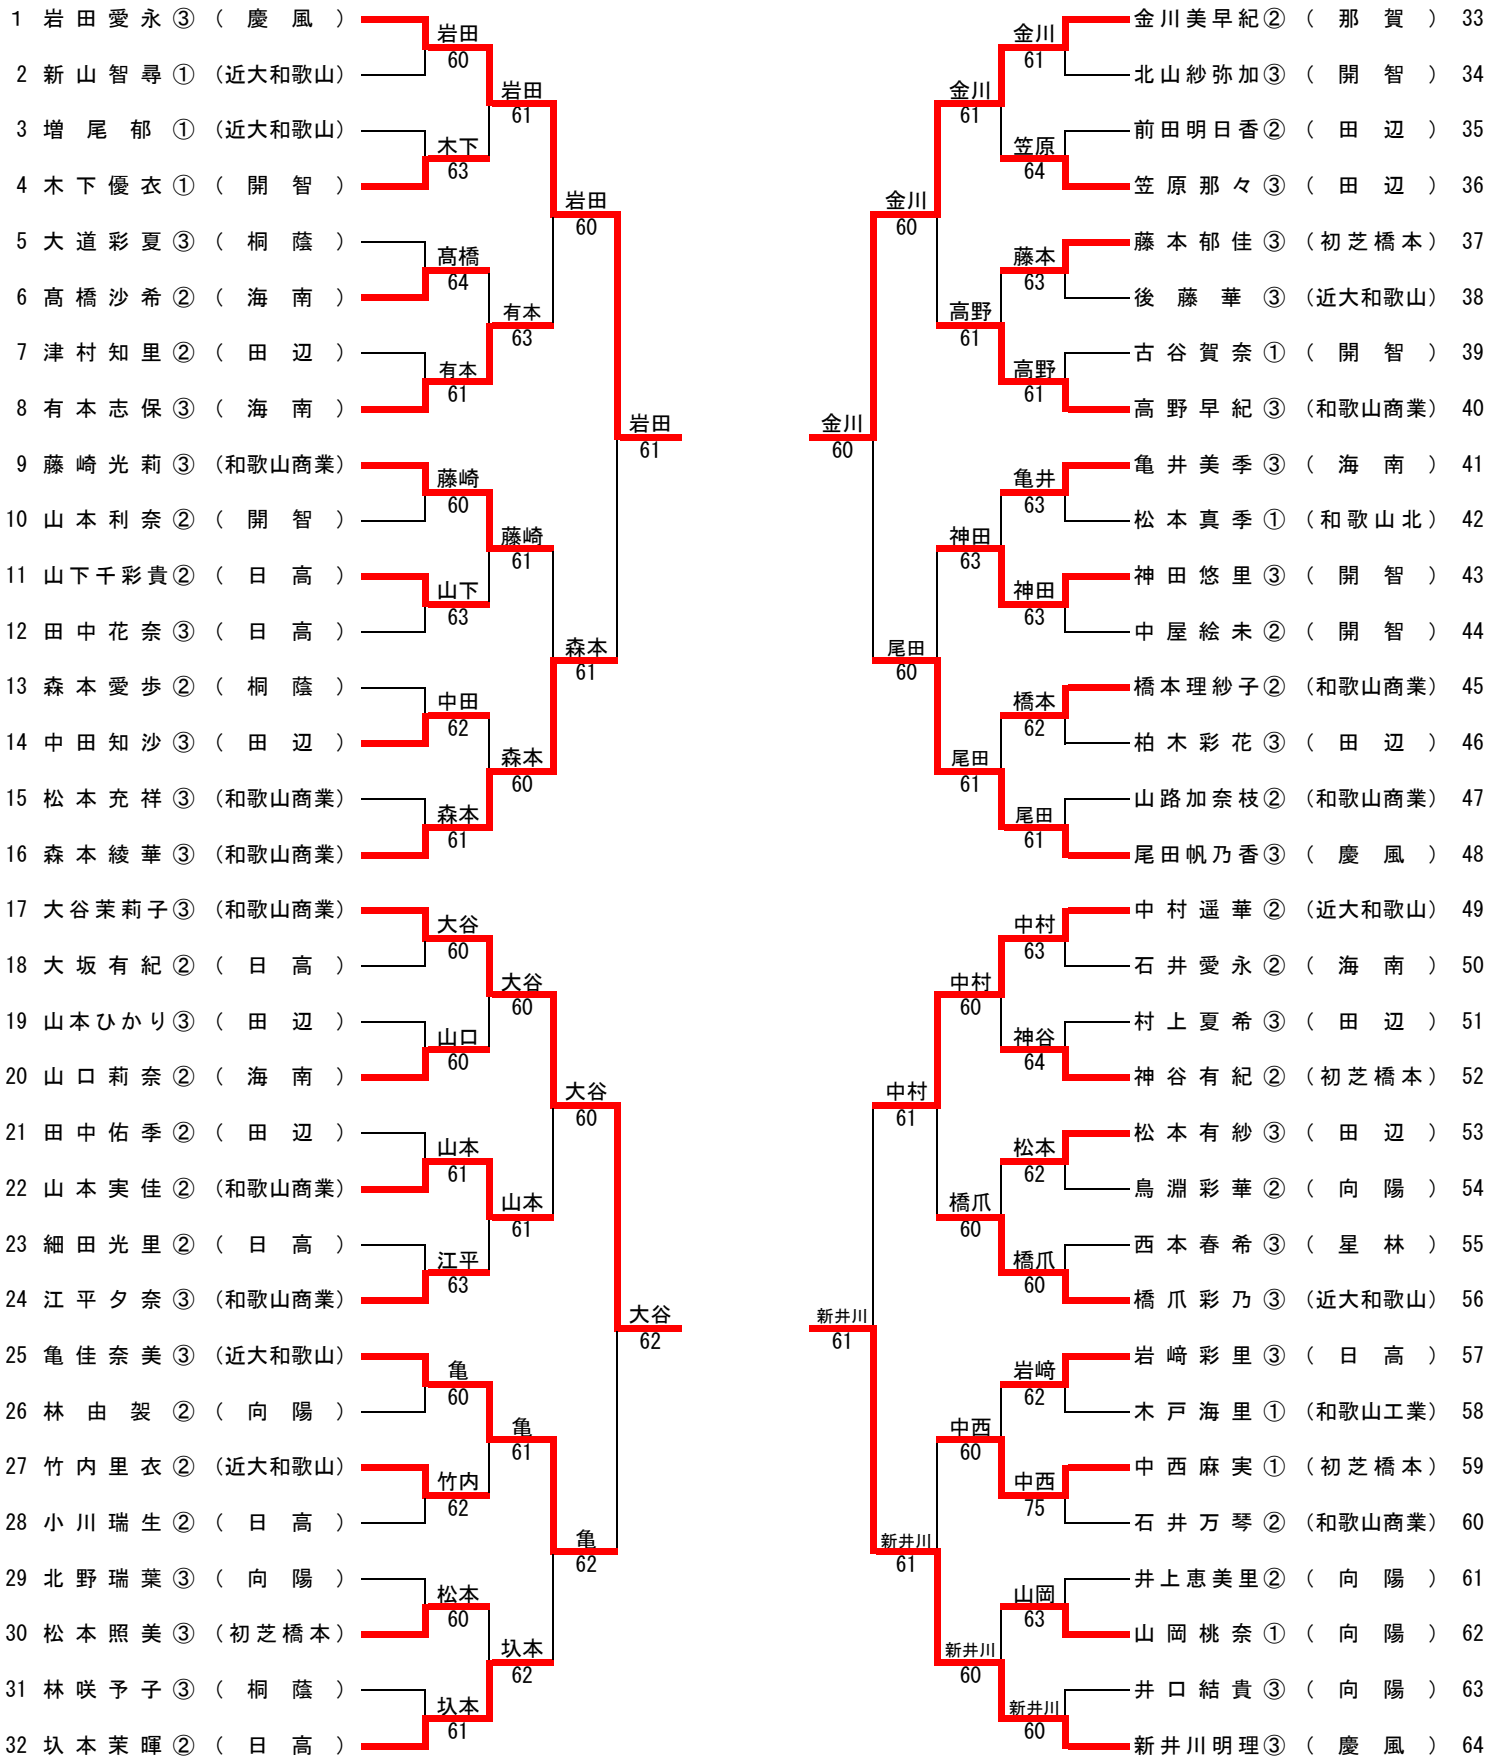 1 岩田愛永③ （慶風）
2 新山智尋① （近大和歌山）
3 増尾郁① （近大和歌山）
4 木下優衣① （開智）
5 大道彩夏③ （桐蔭）
6 髙橋沙希② （海南）
7 津村知里② （田辺）
8 有本志保③ （海南）
9 藤崎光莉③ （和歌山商業）
10 山本利奈② （開智）
11 山下千彩貴② （日高）
12 田中花奈③ （日高）
13 森本愛歩② （桐蔭）
14 中田知沙③ （田辺）
15 松本充祥③ （和歌山商業）
16 森本綾華③ （和歌山商業）
17 大谷茉莉子③ （和歌山商業）
18 大坂有紀② （日高）
19 山本ひかり③ （田辺）
20 山口莉奈② （海南）
21 田中佑季② （田辺）
22 山本実佳② （和歌山商業）
23 細田光里② （日高）
24 江平夕奈③ （和歌山商業）
25 亀佳奈美③ （近大和歌山）
26 林由袈② （向陽）
27 竹内里衣② （近大和歌山）
28 小川瑞生② （日高）
29 北野瑞葉③ （向陽）
30 松本照美③ （初芝橋本）
31 林咲予子③ （桐蔭）
32 圦本茉暉② （日高）
岩田
60
木下
63
髙橋
64
有本
61
藤崎
60
山下
63
中田
62
森本
61
大谷
60
山口
60
山本
61
江平
63
亀
60
竹内
62
松本
60
圦本
61
岩田
61
有本
63
藤崎
61
森本
60
大谷
60
山本
61
亀
61
圦本
62
岩田
60
森本
61
大谷
60
亀
62
岩田
61
大谷
62
金川
60
新井川
61
金川
60
尾田
60
中村
61
新井川
61
金川
61
高野
61
神田
63
尾田
61
中村
60
橋爪
60
中西
60
新井川
60
金川
61
笠原
64
藤本
63
高野
61
亀井
63
神田
63
橋本
62
尾田
61
中村
63
神谷
64
松本
62
橋爪
60
岩﨑
62
中西
75
山岡
63
新井川
60
金川美早紀② （那賀） 33
北山紗弥加③ （開智） 34
前田明日香② （田辺） 35
笠原那々③ （田辺） 36
藤本郁佳③ （初芝橋本） 37
後藤華③ （近大和歌山） 38
古谷賀奈① （開智） 39
高野早紀③ （和歌山商業） 40
亀井美季③ （海南） 41
松本真季① （和歌山北） 42
神田悠里③ （開智） 43
中屋絵未② （開智） 44
橋本理紗子② （和歌山商業） 45
柏木彩花③ （田辺） 46
山路加奈枝② （和歌山商業） 47
尾田帆乃香③ （慶風） 48
中村遥華② （近大和歌山） 49
石井愛永② （海南） 50
村上夏希③ （田辺） 51
神谷有紀② （初芝橋本） 52
松本有紗③ （田辺） 53
鳥淵彩華② （向陽） 54
西本春希③ （星林） 55
橋爪彩乃③ （近大和歌山） 56
岩﨑彩里③ （日高） 57
木戸海里① （和歌山工業） 58
中西麻実① （初芝橋本） 59
石井万琴② （和歌山商業） 60
井上恵美里② （向陽） 61
山岡桃奈① （向陽） 62
井口結貴③ （向陽） 63
新井川明理③ （慶風） 64